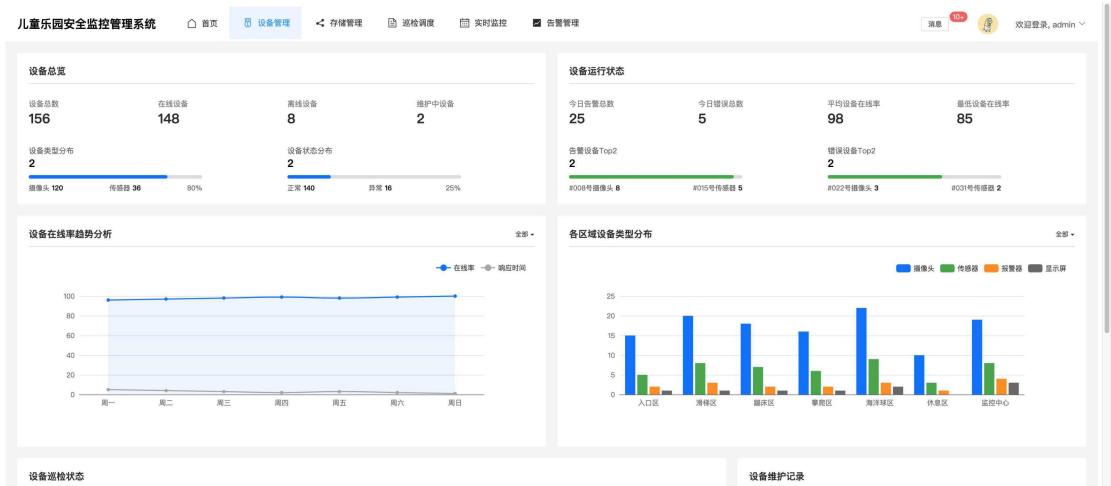 儿童乐园安全监控管理系统 首页 设备管理 存储管理 巡检调度 实时监控 告警管理 消息 10+ 欢迎登录, admin
设备总览
设备总数 在线设备 离线设备 维护中设备
156 148 8 2
设备类型分布 设备状态分布
2 2
摄像头 120 传感器 36 80% 正常 140 异常 16 25%
设备运行状态
今日告警总数 今日错误总数 平均设备在线率 最低设备在线率
25 5 98 85
告警设备Top2 错误设备Top2
2 2
#008号摄像头 8 #015号传感器 5 #022号摄像头 3 #031号传感器 2
设备在线率趋势分析 全部
在线率 响应时间
100
80
60
40
20
0
周一 周二 周三 周四 周五 周六 周日
各区域设备类型分布 全部
摄像头 传感器 报警器 显示屏
25
20
15
10
5
0
入口区 滑梯区 蹦床区 攀爬区 海洋球区 休息区 监控中心
设备巡检状态
设备维护记录